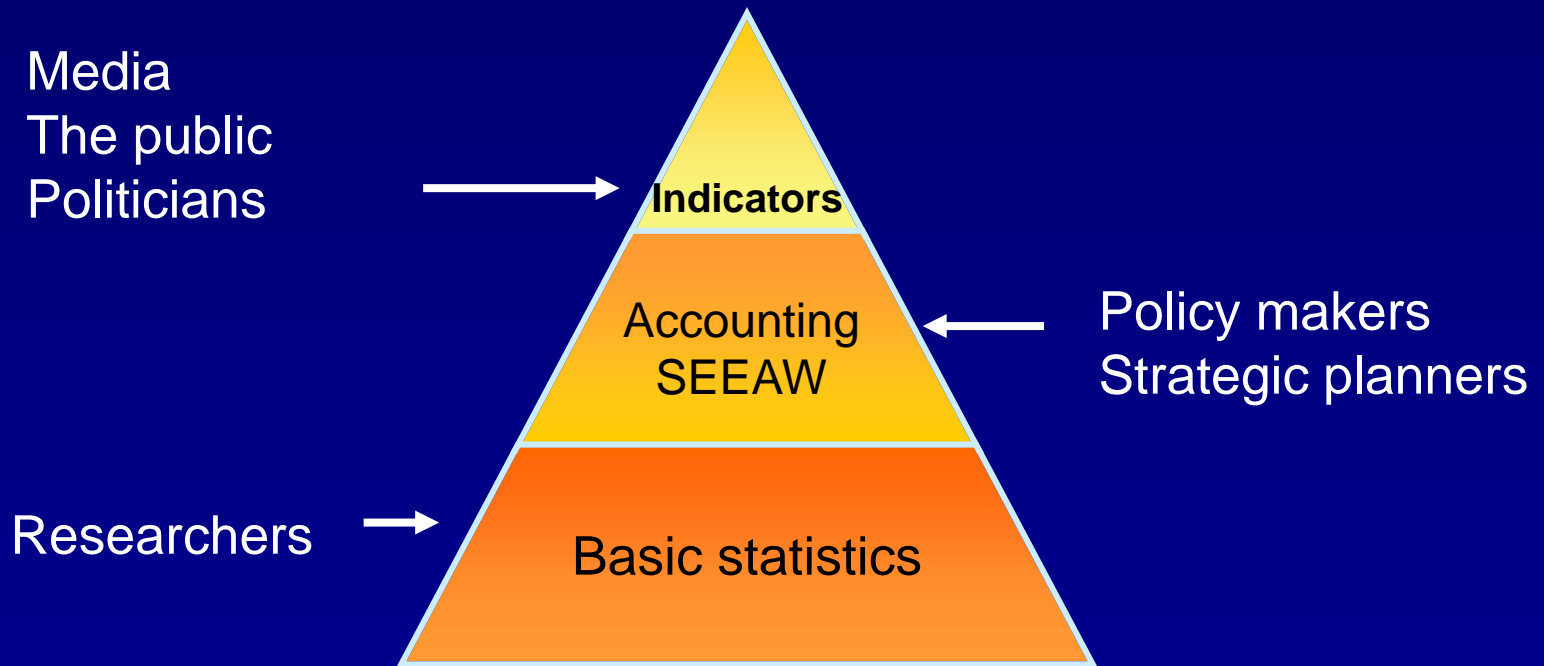 Media
The public
Politicians
Indicators
Accounting
SEEAW
Policy makers
Strategic planners
Researchers
Basic statistics